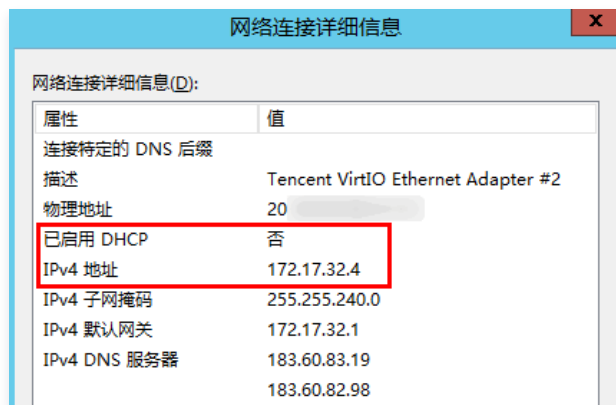 网络连接详细信息
x
网络连接详细信息(D):
属性 值
连接特定的 DNS 后缀
描述 Tencent VirtIO Ethernet Adapter #2
物理地址 20
已启用 DHCP 否
IPv4 地址 172.17.32.4
IPv4 子网掩码 255.255.240.0
IPv4 默认网关 172.17.32.1
IPv4 DNS 服务器 183.60.83.19
183.60.82.98